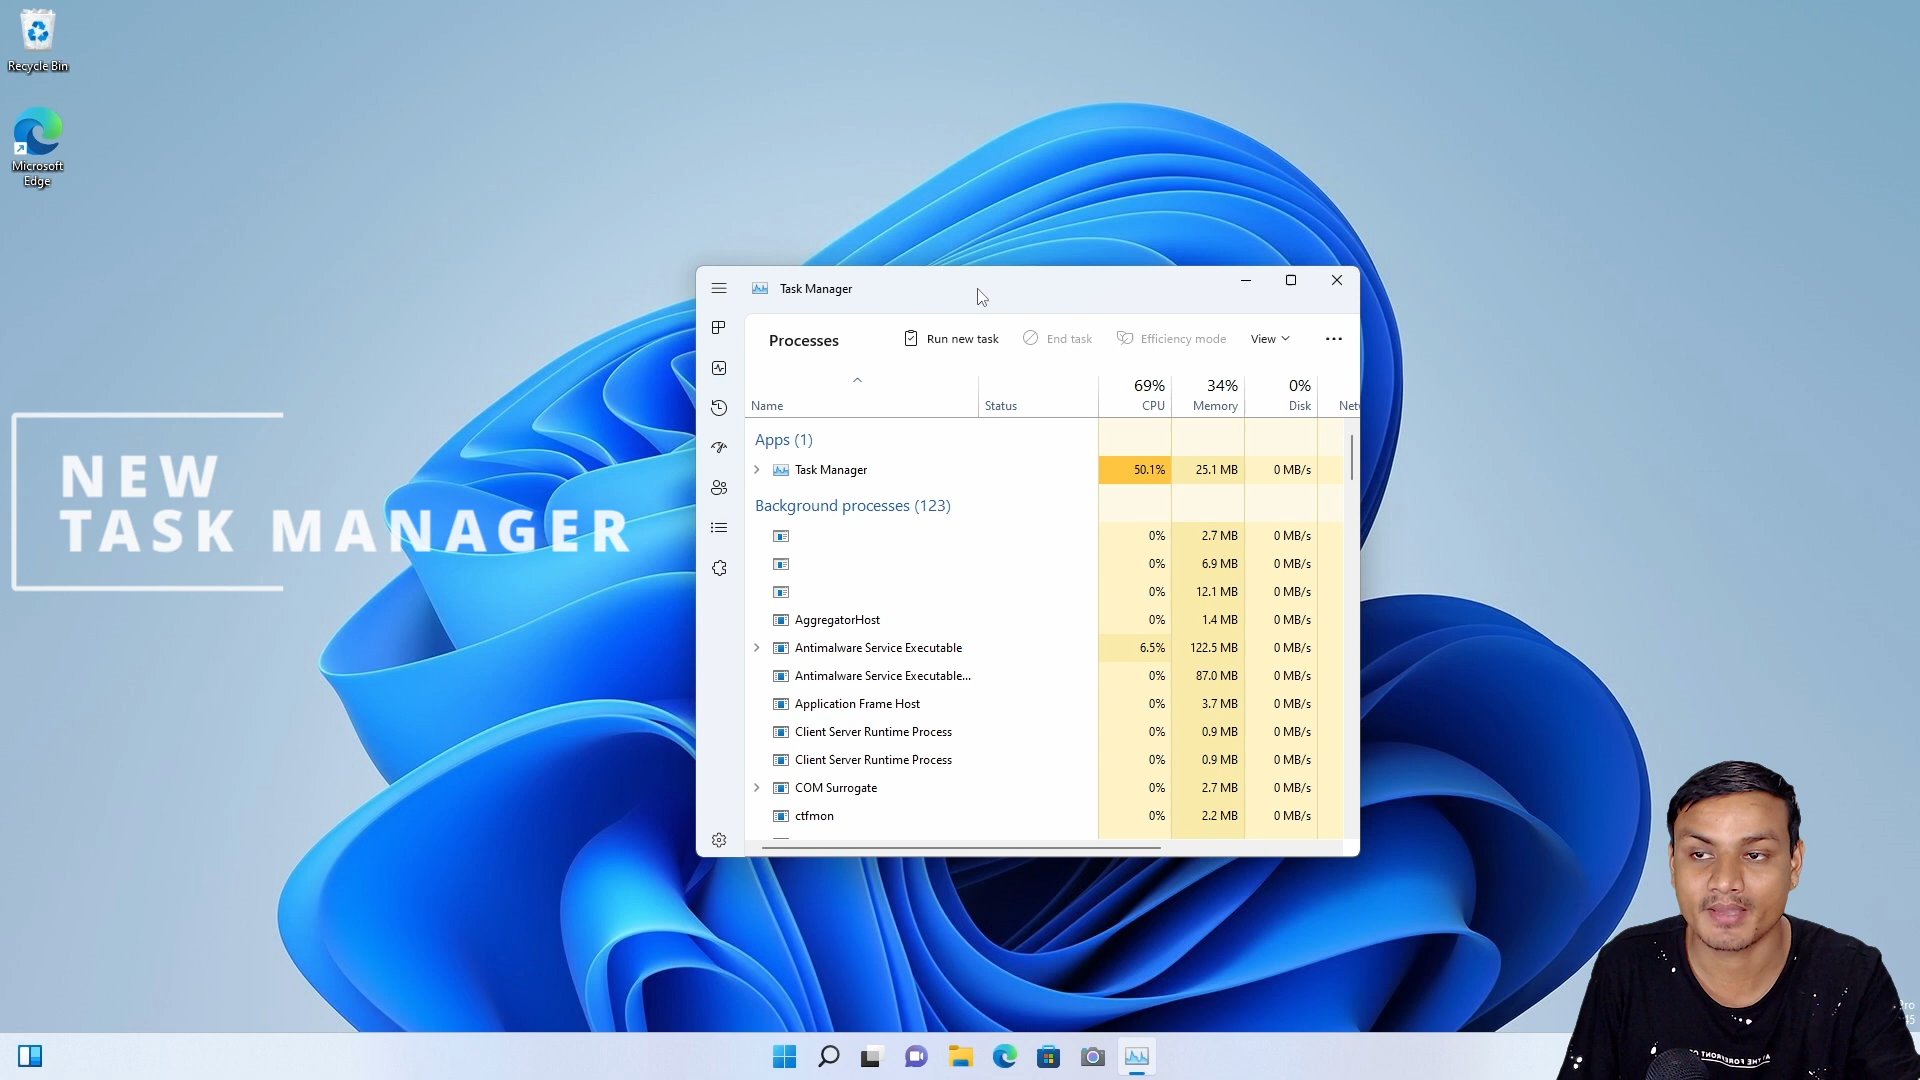 Recycle Bin
Microsoft
Edge
NEW
TASK MANAGER
Task Manager
Processes
Run new task
End task
Efficiency mode
View
69% 34% 0%
Name Status CPU Memory Disk
Apps (1)
Task Manager 50.1% 25.1 MB 0 MB/s
Background processes (123)
0% 2.7 MB 0 MB/s
0% 6.9 MB 0 MB/s
0% 12.1 MB 0 MB/s
AggregatorHost 0% 1.4 MB 0 MB/s
Antimalware Service Executable 6.5% 122.5 MB 0 MB/s
Antimalware Service Executable... 0% 87.0 MB 0 MB/s
Application Frame Host 0% 3.7 MB 0 MB/s
Client Server Runtime Process 0% 0.9 MB 0 MB/s
Client Server Runtime Process 0% 0.9 MB 0 MB/s
COM Surrogate 0% 2.7 MB 0 MB/s
ctfmon 0% 2.2 MB 0 MB/s